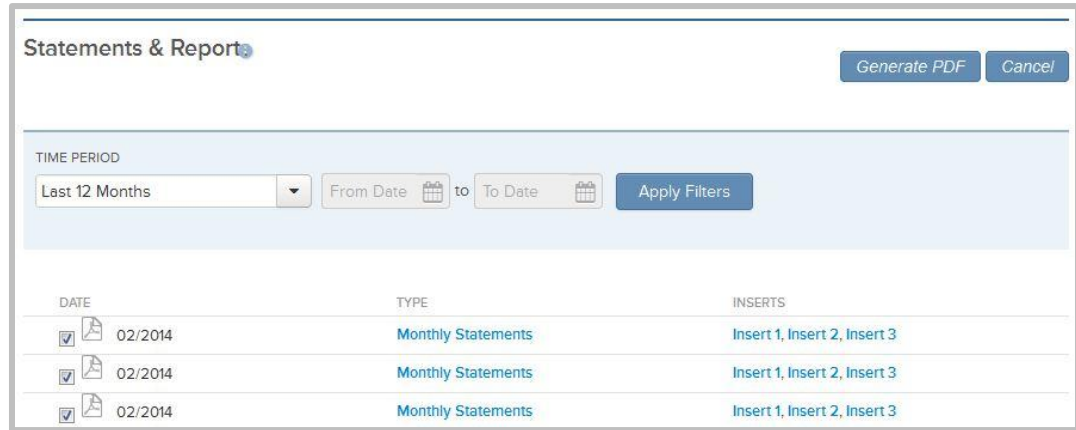 Statements & Reports
Generate PDF Cancel
TIME PERIOD
Last 12 Months From Date to To Date Apply Filters
DATE TYPE INSERTS
02/2014 Monthly Statements Insert 1, Insert 2, Insert 3
02/2014 Monthly Statements Insert 1, Insert 2, Insert 3
02/2014 Monthly Statements Insert 1, Insert 2, Insert 3